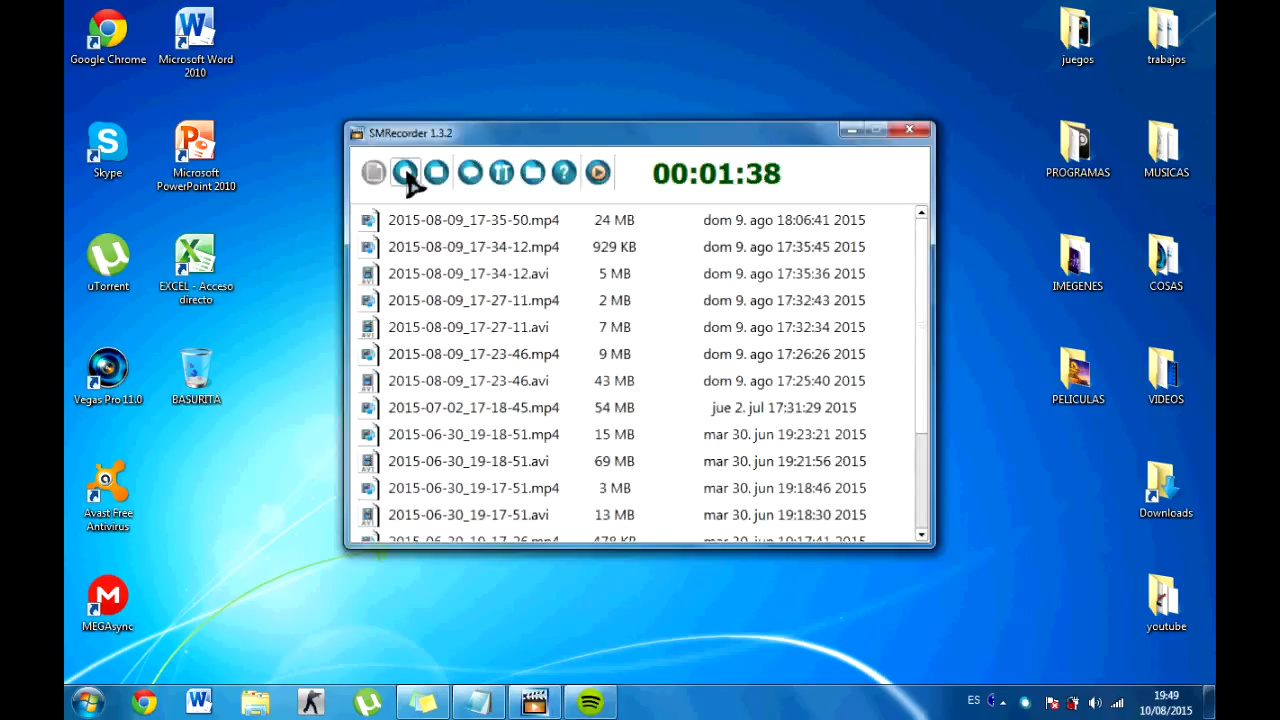 Google Chrome
Microsoft Word
2010
Skype
Microsoft
PowerPoint 2010
uTorrent
EXCEL - Acceso
directo
Vegas Pro 11.0
BASURITA
Avast Free
Antivirus
MEGAsync
SMRecorder 1.3.2
00:01:38
2015-08-09_17-35-50.mp4 24 MB dom 9. ago 18:06:41 2015
2015-08-09_17-34-12.mp4 929 KB dom 9. ago 17:35:45 2015
2015-08-09_17-34-12.avi 5 MB dom 9. ago 17:35:36 2015
2015-08-09_17-27-11.mp4 2 MB dom 9. ago 17:32:43 2015
2015-08-09_17-27-11.avi 7 MB dom 9. ago 17:32:34 2015
2015-08-09_17-23-46.mp4 9 MB dom 9. ago 17:26:26 2015
2015-08-09_17-23-46.avi 43 MB dom 9. ago 17:25:40 2015
2015-07-02_17-18-45.mp4 54 MB jue 2. jul 17:31:29 2015
2015-06-30_19-18-51.mp4 15 MB mar 30. jun 19:23:21 2015
2015-06-30_19-18-51.avi 69 MB mar 30. jun 19:21:56 2015
2015-06-30_19-17-51.mp4 3 MB mar 30. jun 19:18:46 2015
2015-06-30_19-17-51.avi 13 MB mar 30. jun 19:18:30 2015
juegos
trabajos
PROGRAMAS
MUSICAS
IMEGENES
COSAS
PELICULAS
VIDEOS
Downloads
youtube
ES
19:49
10/08/2015